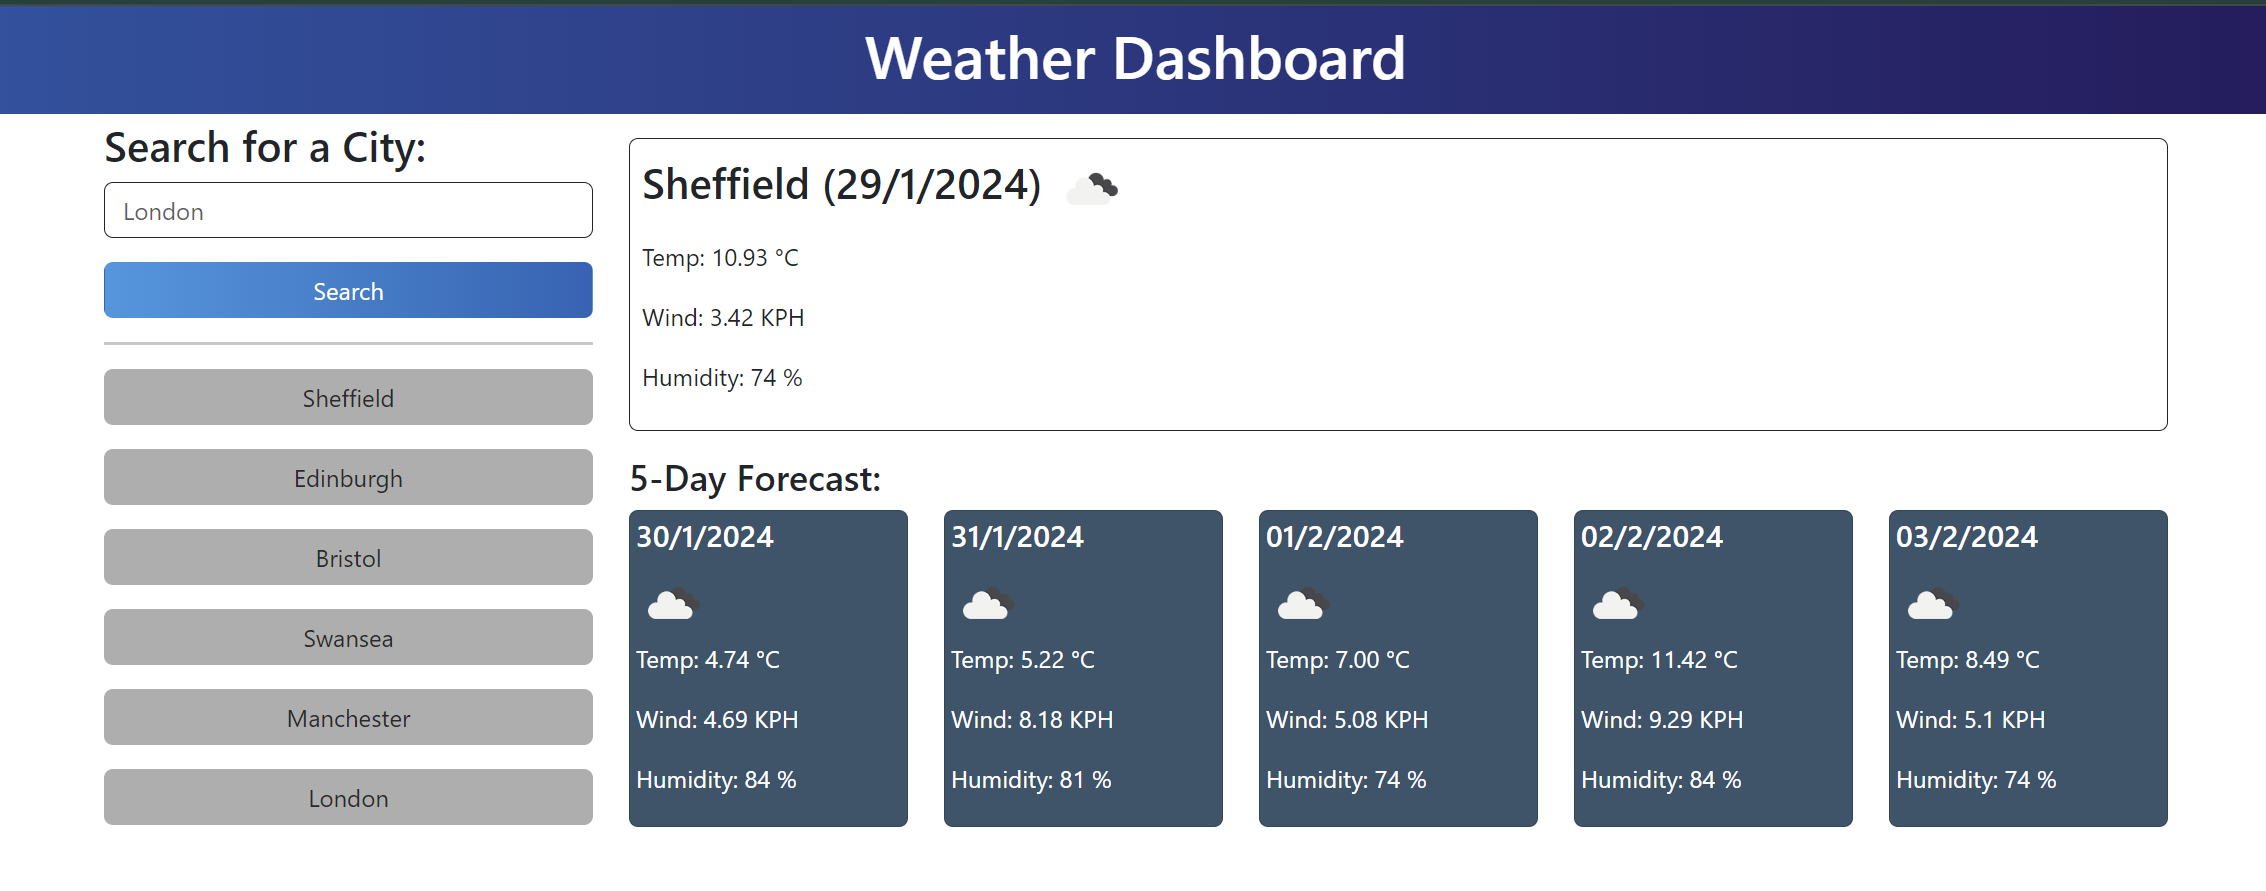 Weather Dashboard
Search for a City:
London
Search
Sheffield
Edinburgh
Bristol
Swansea
Manchester
London
Sheffield (29/1/2024)
Temp: 10.93 °C
Wind: 3.42 KPH
Humidity: 74 %
5-Day Forecast:
30/1/2024
Temp: 4.74 °C
Wind: 4.69 KPH
Humidity: 84 %
31/1/2024
Temp: 5.22 °C
Wind: 8.18 KPH
Humidity: 81 %
01/2/2024
Temp: 7.00 °C
Wind: 5.08 KPH
Humidity: 74 %
02/2/2024
Temp: 11.42 °C
Wind: 9.29 KPH
Humidity: 84 %
03/2/2024
Temp: 8.49 °C
Wind: 5.1 KPH
Humidity: 74 %